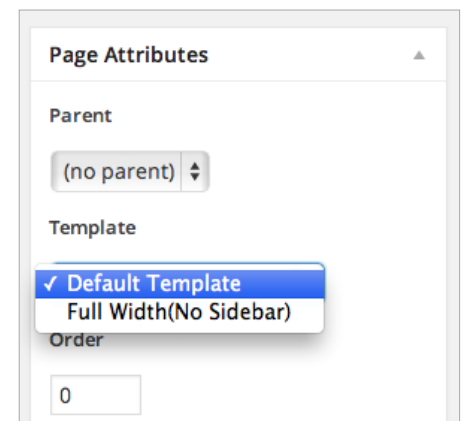 Page Attributes
Parent
(no parent)
Template
✓ Default Template
Full Width(No Sidebar)
Order
0